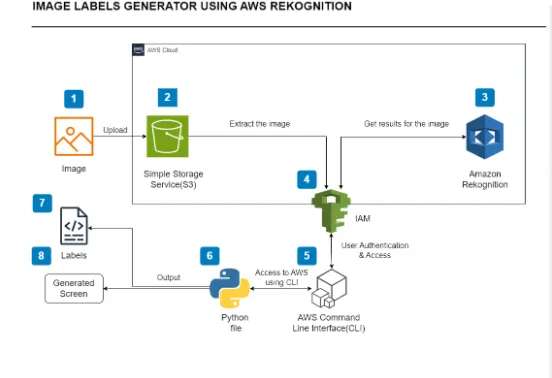 IMAGE LABELS GENERATOR USING AWS REKOGNITION
aws
AWS Cloud
1
2
3
Upload
Extract the image
Get results for the image
Image
Simple Storage
Service(S3)
Amazon
Rekognition
4
IAM
7
Labels
User Authentication
& Access
8
6
5
Generated
Screen
Output
Access to AWS
using CLI
Python
file
AWS Command
Line Interface(CLI)